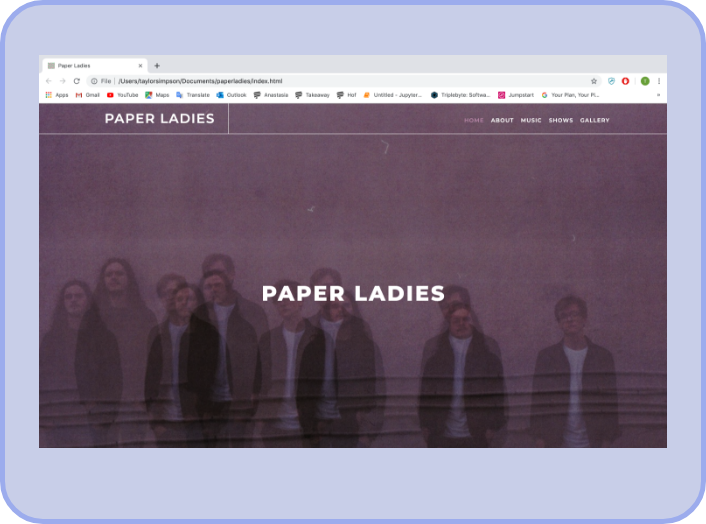 Paper Ladies
File | /Users/taylorsimpson/Documents/paperladies/index.html
Apps Gmail YouTube Maps Translate Outlook Anastasis Takeaway Hof Untitled - Jupyter... Triplebyte: Softwa... Jumpstart Your Plan, Your Pl... »
PAPER LADIES
HOME ABOUT MUSIC SHOWS GALLERY
PAPER LADIES